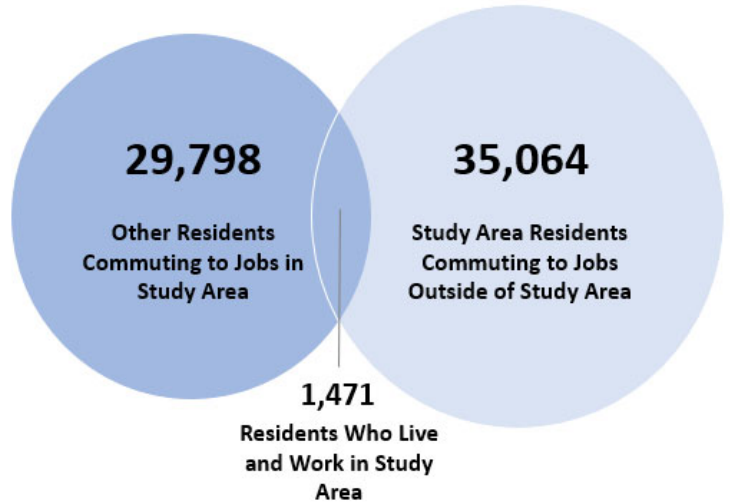 29,798
Other Residents
Commuting to Jobs in
Study Area
35,064
Study Area Residents
Commuting to Jobs
Outside of Study Area
1,471
Residents Who Live
and Work in Study
Area